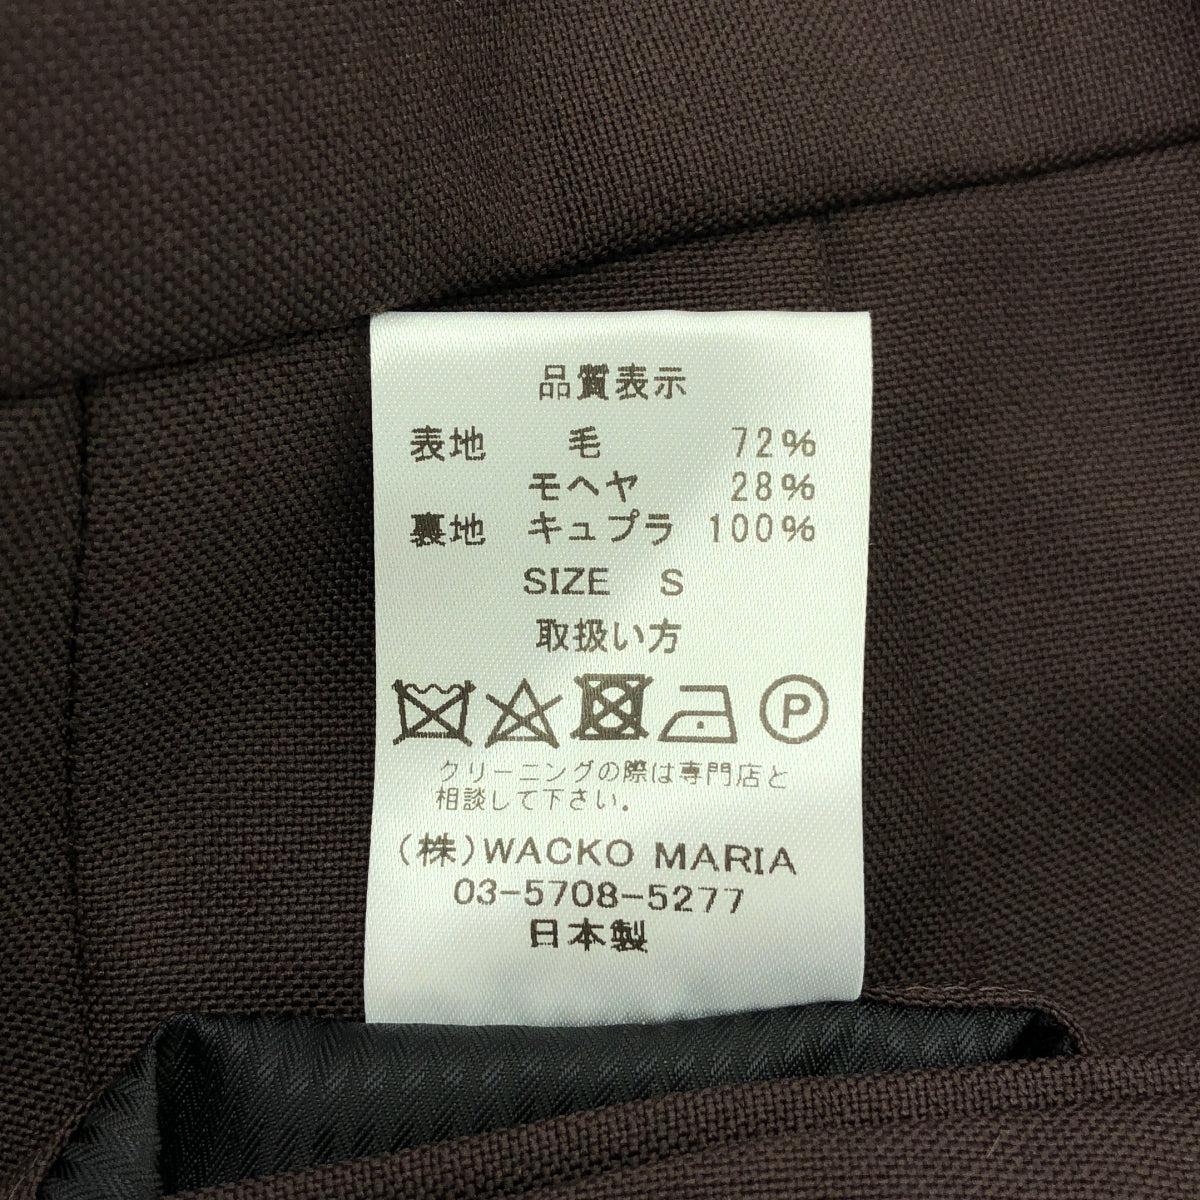 品質表示
表地 毛 72%
モヘヤ 28%
裏地 キュプラ 100%
SIZE S
取扱い方
P
クリーニングの際は専門店と
相談して下さい。
(株)WACKO MARIA
03-5708-5277
日本製